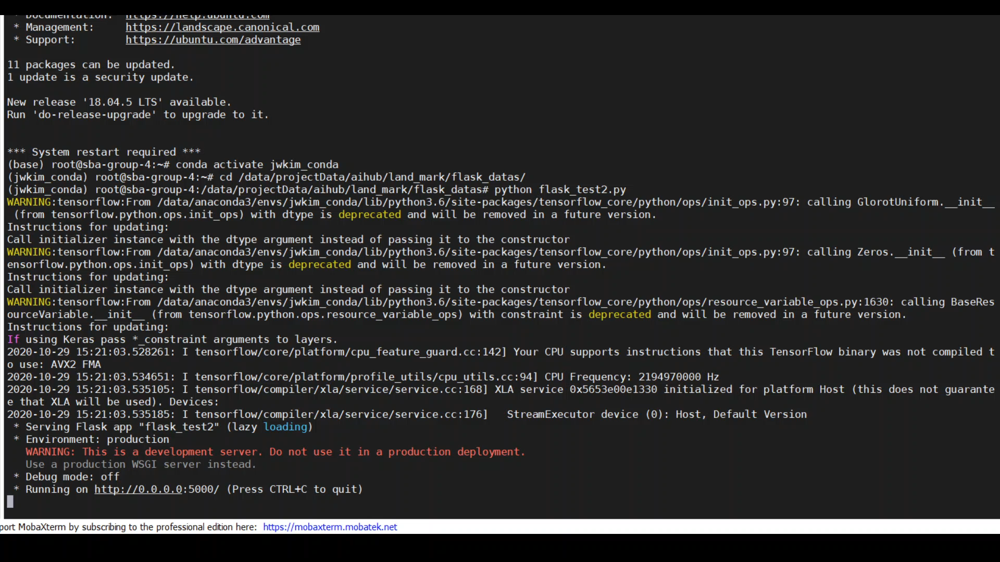 * Documentation: https://help.ubuntu.com
* Management: https://landscape.canonical.com
* Support: https://ubuntu.com/advantage
11 packages can be updated.
1 update is a security update.
New release '18.04.5 LTS' available.
Run 'do-release-upgrade' to upgrade to it.
*** System restart required ***
(base) root@sba-group-4:~# conda activate jwkim_conda
(jwkim_conda) root@sba-group-4:~# cd /data/projectData/aihub/land_mark/flask_datas/
(jwkim_conda) root@sba-group-4:/data/projectData/aihub/land_mark/flask_datas# python flask_test2.py
WARNING:tensorflow:From /data/anaconda3/envs/jwkim_conda/lib/python3.6/site-packages/tensorflow_core/python/ops/init_ops.py:97: calling GlorotUniform.__init__
(from tensorflow.python.ops.init_ops) with dtype is deprecated and will be removed in a future version.
Instructions for updating:
Call initializer instance with the dtype argument instead of passing it to the constructor
WARNING:tensorflow:From /data/anaconda3/envs/jwkim_conda/lib/python3.6/site-packages/tensorflow_core/python/ops/init_ops.py:97: calling Zeros.__init__ (from t
ensorflow.python.ops.init_ops) with dtype is deprecated and will be removed in a future version.
Instructions for updating:
Call initializer instance with the dtype argument instead of passing it to the constructor
WARNING:tensorflow:From /data/anaconda3/envs/jwkim_conda/lib/python3.6/site-packages/tensorflow_core/python/ops/resource_variable_ops.py:1630: calling BaseRes
ourceVariable.__init__ (from tensorflow.python.ops.resource_variable_ops) with constraint is deprecated and will be removed in a future version.
Instructions for updating:
If using Keras pass *_constraint arguments to layers.
2020-10-29 15:21:03.528261: I tensorflow/core/platform/cpu_feature_guard.cc:142] Your CPU supports instructions that this TensorFlow binary was not compiled t
o use: AVX2 FMA
2020-10-29 15:21:03.534651: I tensorflow/core/platform/profile_utils/cpu_utils.cc:94] CPU Frequency: 2194970000 Hz
2020-10-29 15:21:03.535105: I tensorflow/compiler/xla/service/service.cc:168] XLA service 0x5653e00e1330 initialized for platform Host (this does not guarante
e that XLA will be used). Devices:
2020-10-29 15:21:03.535185: I tensorflow/compiler/xla/service/service.cc:176]   StreamExecutor device (0): Host, Default Version
* Serving Flask app "flask_test2" (lazy loading)
* Environment: production
WARNING: This is a development server. Do not use it in a production deployment.
Use a production WSGI server instead.
* Debug mode: off
* Running on http://0.0.0.0:5000/ (Press CTRL+C to quit)
port MobaXterm by subscribing to the professional edition here: https://mobaxterm.mobatek.net